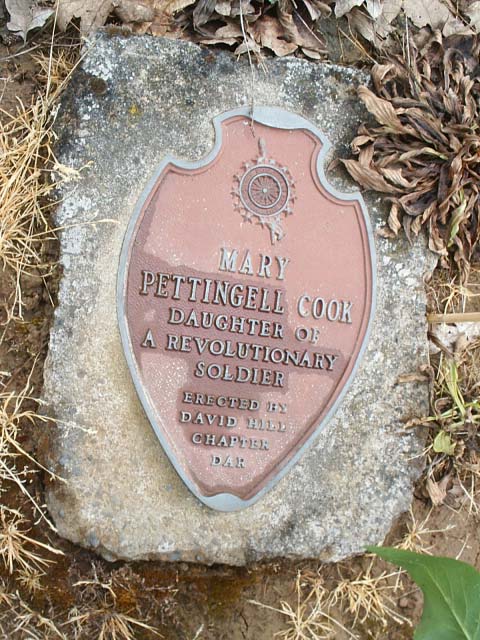 MARY
PETTINGELL COOK
DAUGHTER OF
A REVOLUTIONARY
SOLDIER
ERECTED BY
DAVID HILL
CHAPTER
DAR